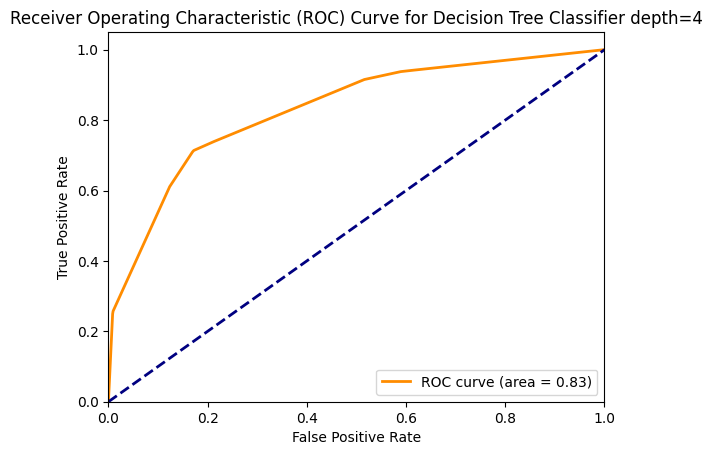 Receiver Operating Characteristic (ROC) Curve for Decision Tree Classifier depth=4
1.0
0.8
0.6
0.4
0.2
0.0
True Positive Rate
ROC curve (area = 0.83)
0.0 0.2 0.4 0.6 0.8 1.0
False Positive Rate